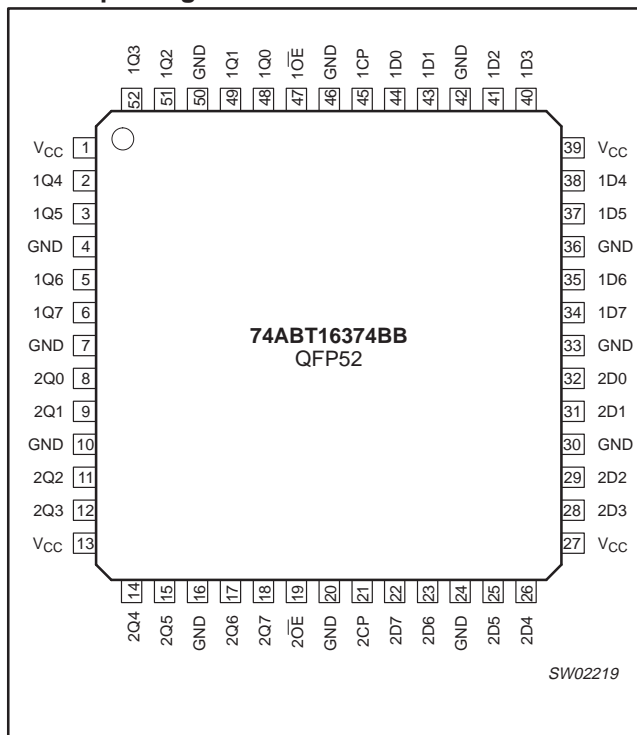 1Q3 1Q2 GND 1Q1 1Q0 1O̅E̅ GND 1CP 1D0 1D1 GND 1D2 1D3
52 51 50 49 48 47 46 45 44 43 42 41 40
VCC 1 39 VCC
1Q4 2 38 1D4
1Q5 3 37 1D5
GND 4 36 GND
1Q6 5 35 1D6
1Q7 6 34 1D7
74ABT16374BB
QFP52
GND 7 33 GND
2Q0 8 32 2D0
2Q1 9 31 2D1
GND 10 30 GND
2Q2 11 29 2D2
2Q3 12 28 2D3
VCC 13 27 VCC
14 15 16 17 18 19 20 21 22 23 24 25 26
2Q4 2Q5 GND 2Q6 2Q7 2O̅E̅ GND 2CP 2D7 2D6 GND 2D5 2D4
SW02219